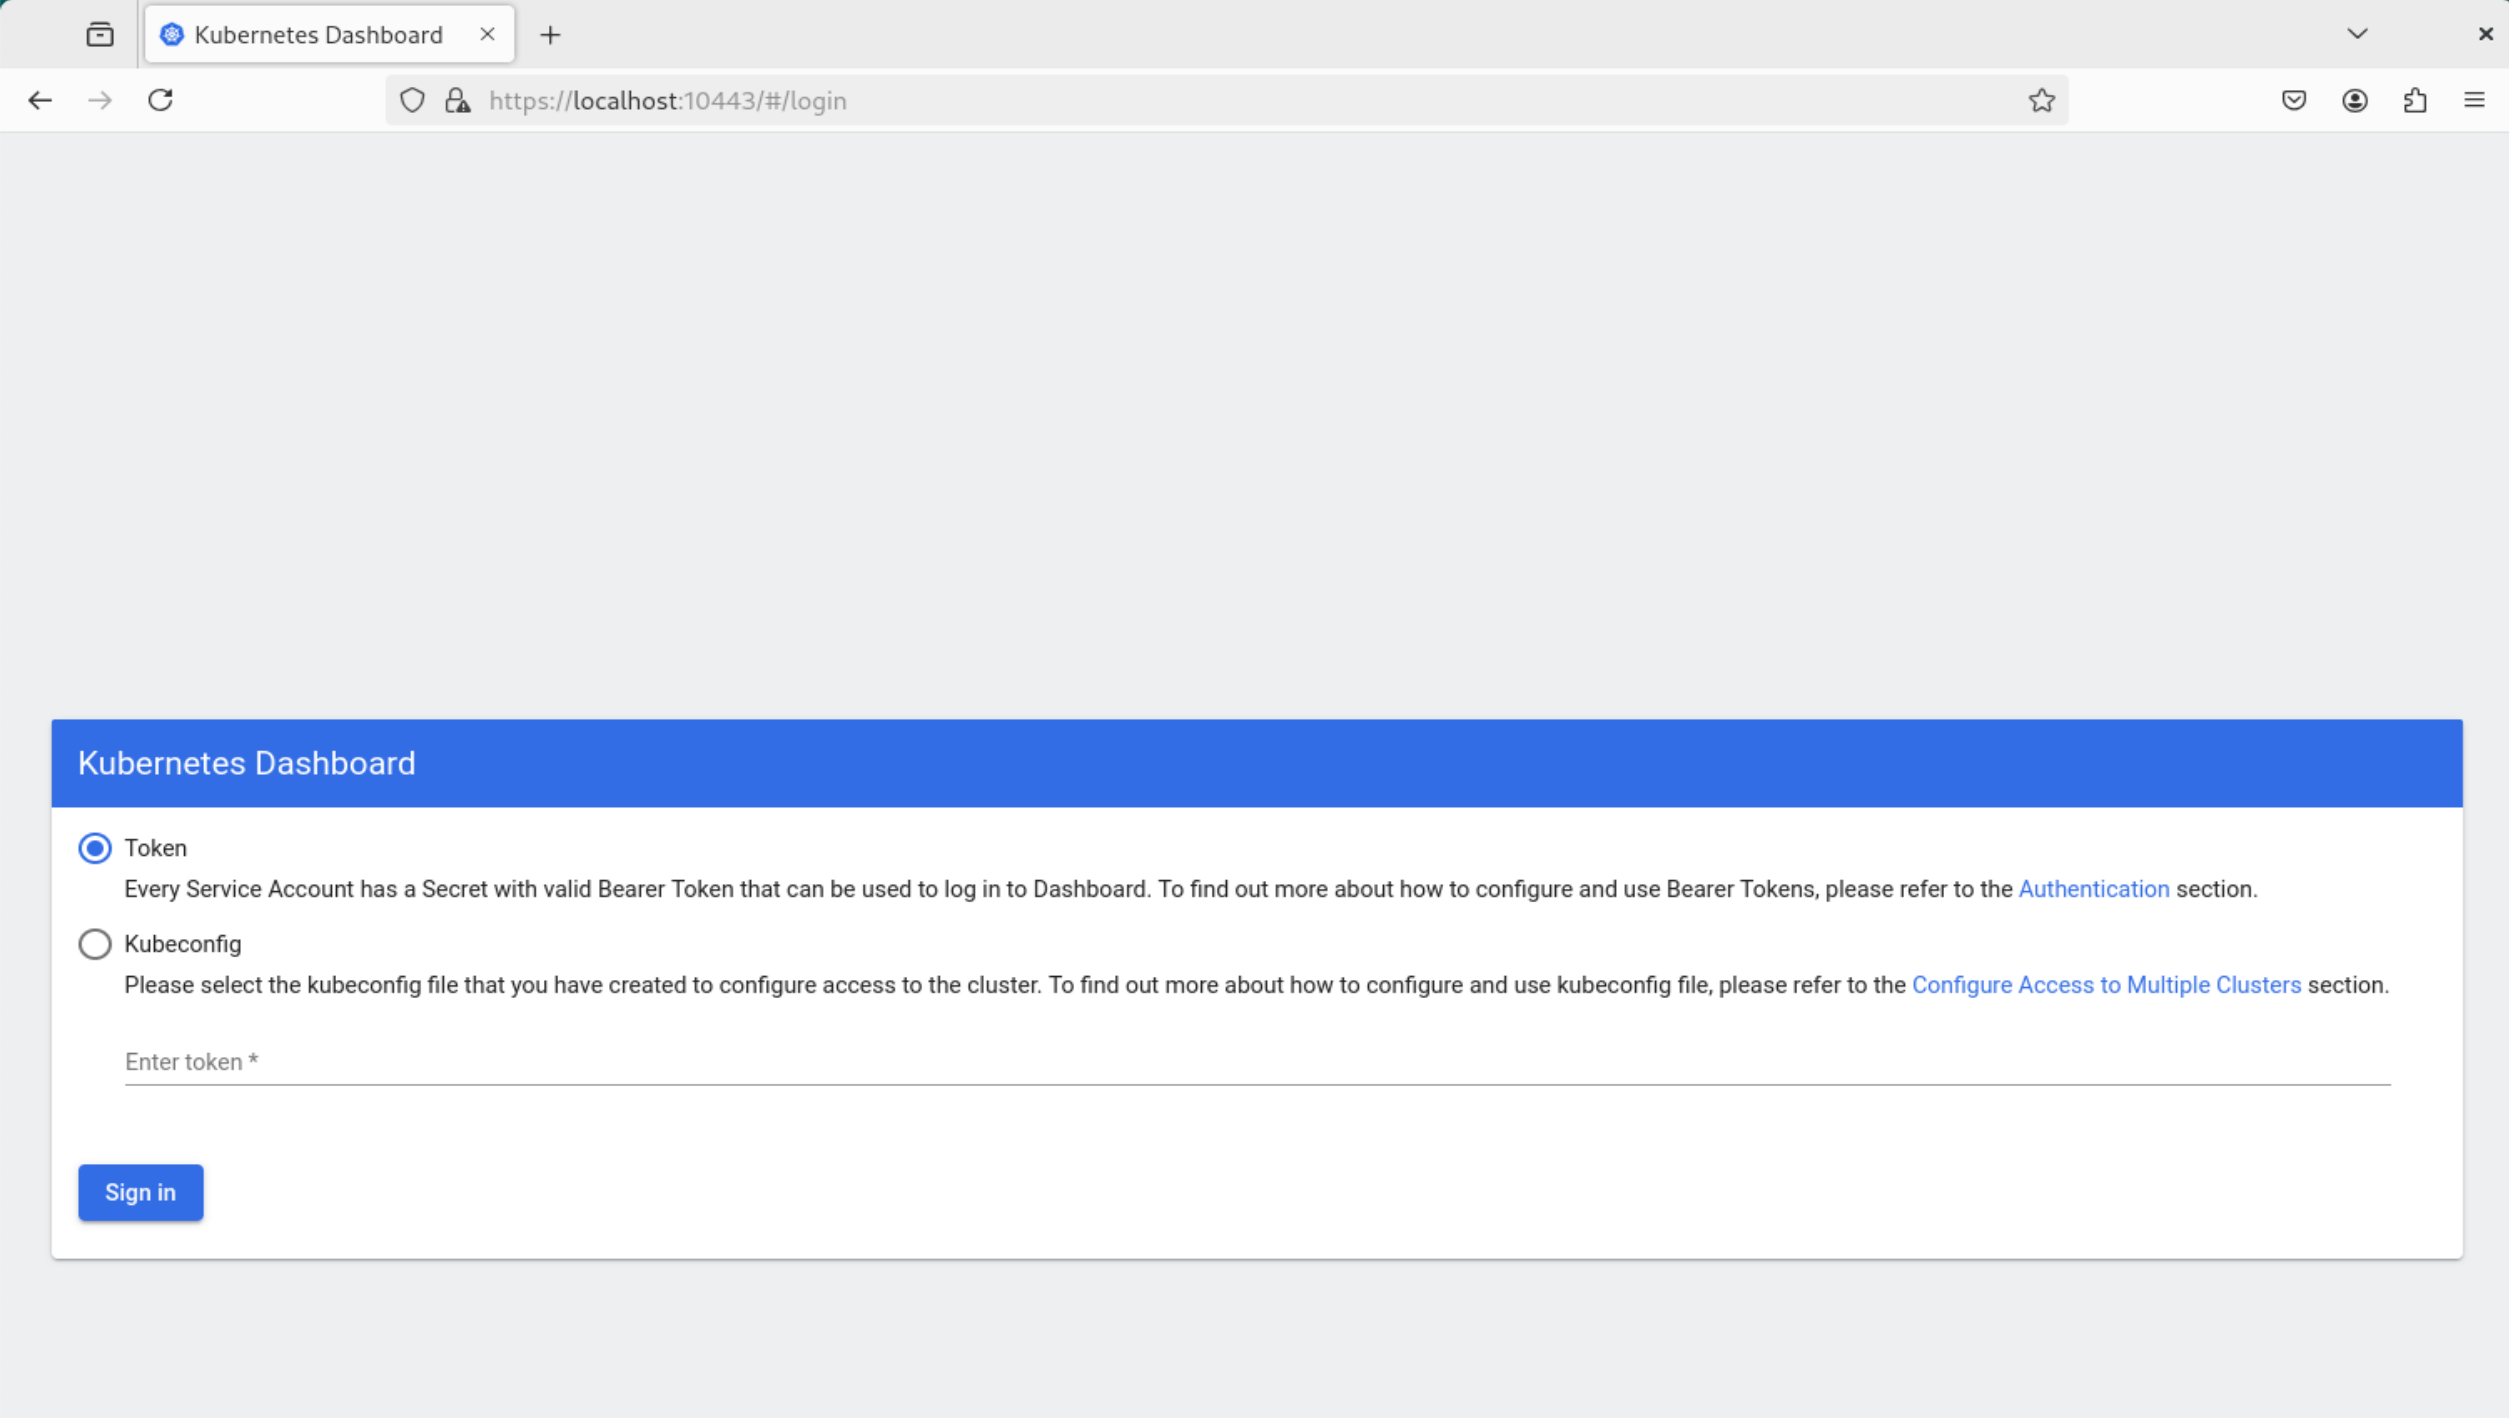 Kubernetes Dashboard
https://localhost:10443/#/login
Kubernetes Dashboard
Token
Every Service Account has a Secret with valid Bearer Token that can be used to log in to Dashboard. To find out more about how to configure and use Bearer Tokens, please refer to the Authentication section.
Kubeconfig
Please select the kubeconfig file that you have created to configure access to the cluster. To find out more about how to configure and use kubeconfig file, please refer to the Configure Access to Multiple Clusters section.
Enter token *
Sign in